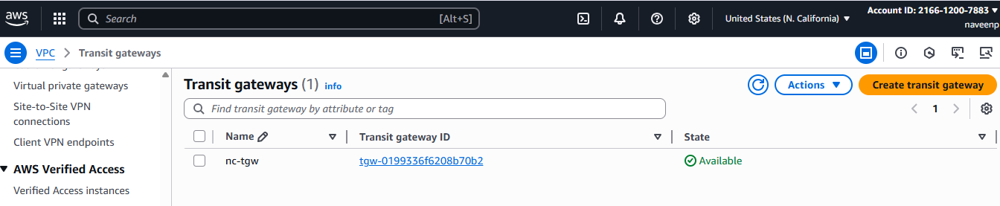 aws
Search [Alt+S]
United States (N. California)
Account ID: 2166-1200-7883
naveenp
VPC > Transit gateways
Virtual private gateways
Site-to-Site VPN
connections
Client VPN endpoints
AWS Verified Access
Verified Access instances
Transit gateways (1) info
Actions
Create transit gateway
Find transit gateway by attribute or tag
1
Name Transit gateway ID State
nc-tgw tgw-0199336f6208b70b2 Available